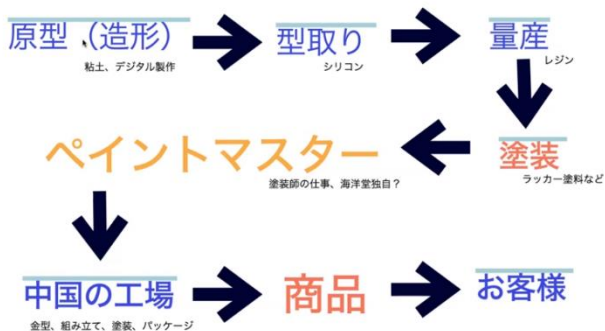 原型（造形）
粘土、デジタル製作
型取り
シリコン
量産
レジン
塗装
ラッカー塗料など
ペイントマスター
塗装師の仕事、海洋堂独自？
中国の工場
金型、組み立て、塗装、パッケージ
商品
お客様